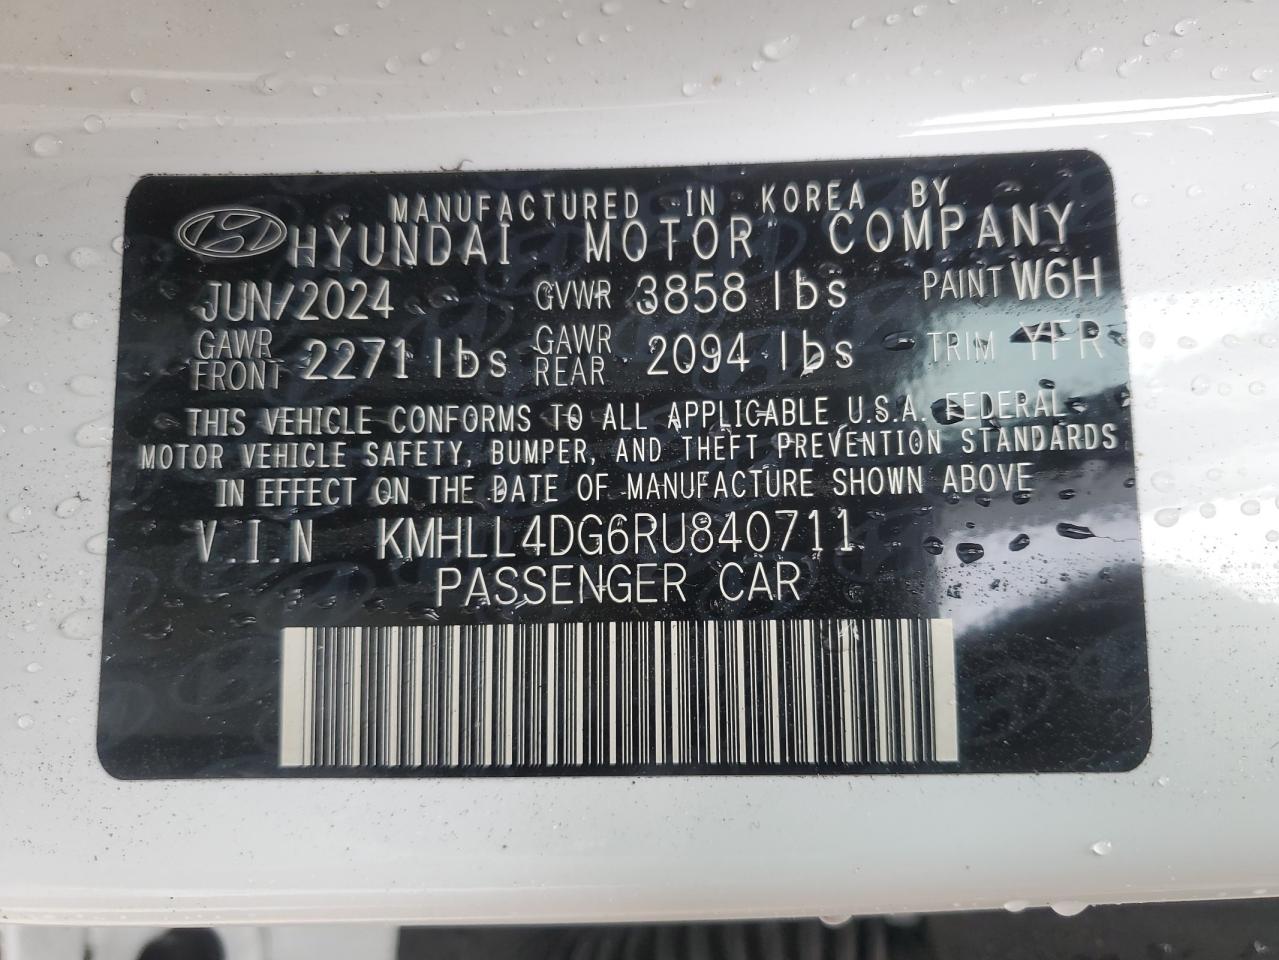 MANUFACTURED IN KOREA BY
HYUNDAI MOTOR COMPANY
JUN/2024 GVWR 3858 lbs PAINT W6H
GAWR FRONT 2271 lbs GAWR REAR 2094 lbs TRIM YFR
THIS VEHICLE CONFORMS TO ALL APPLICABLE U.S.A. FEDERAL
MOTOR VEHICLE SAFETY, BUMPER, AND THEFT PREVENTION STANDARDS
IN EFFECT ON THE DATE OF MANUFACTURE SHOWN ABOVE
VIN KMHLL4DG6RU840711
PASSENGER CAR